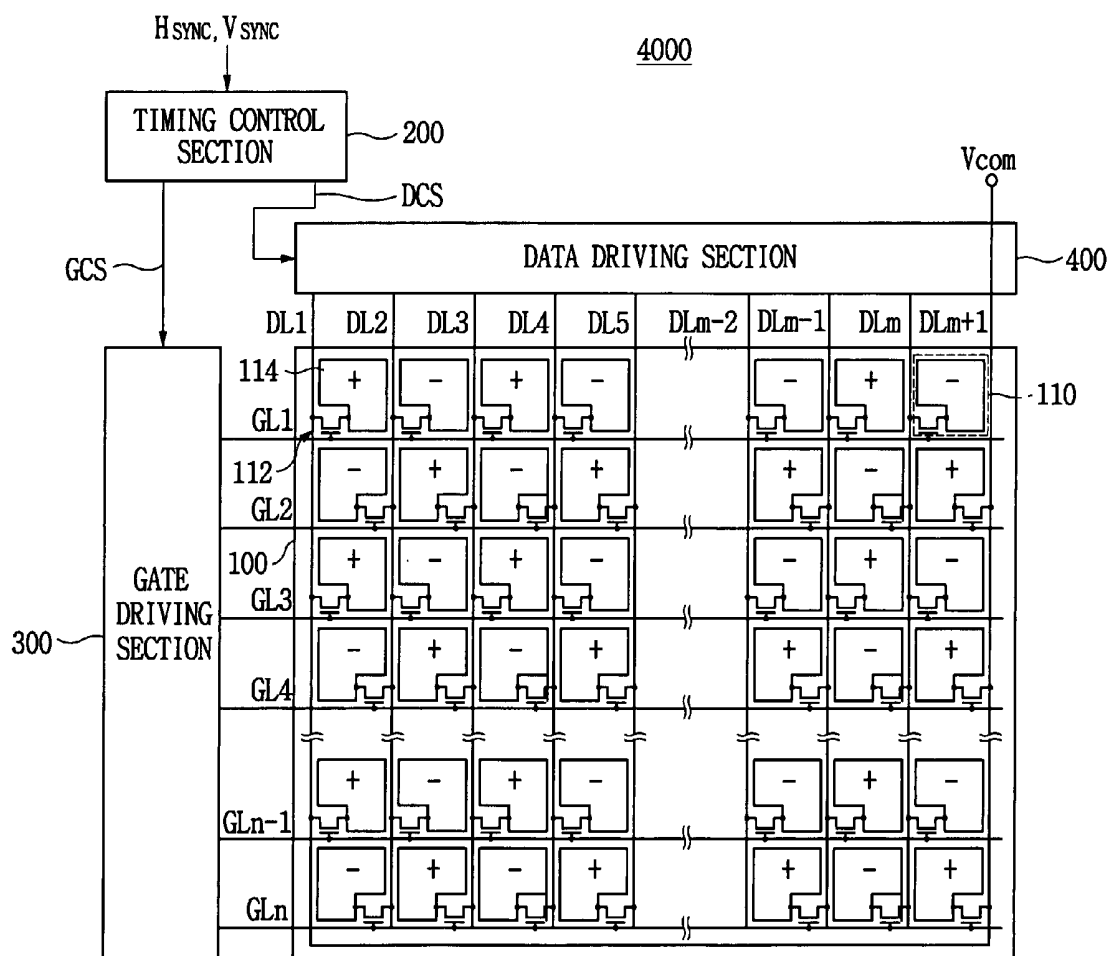 HSYNC, VSYNC
4000
TIMING CONTROL
SECTION
200
Vcom
DCS
DATA DRIVING SECTION
400
GCS
DL1 DL2 DL3 DL4 DL5 DLm-2 DLm-1 DLm DLm+1
114
+ - + - - + -
110
GL1
112
- + - + + - +
GL2
100
+ - + - - + -
GL3
GATE
DRIVING
SECTION
300
- + - + + - +
GL4
+ - + - - + -
GLn-1
- + - + + - +
GLn